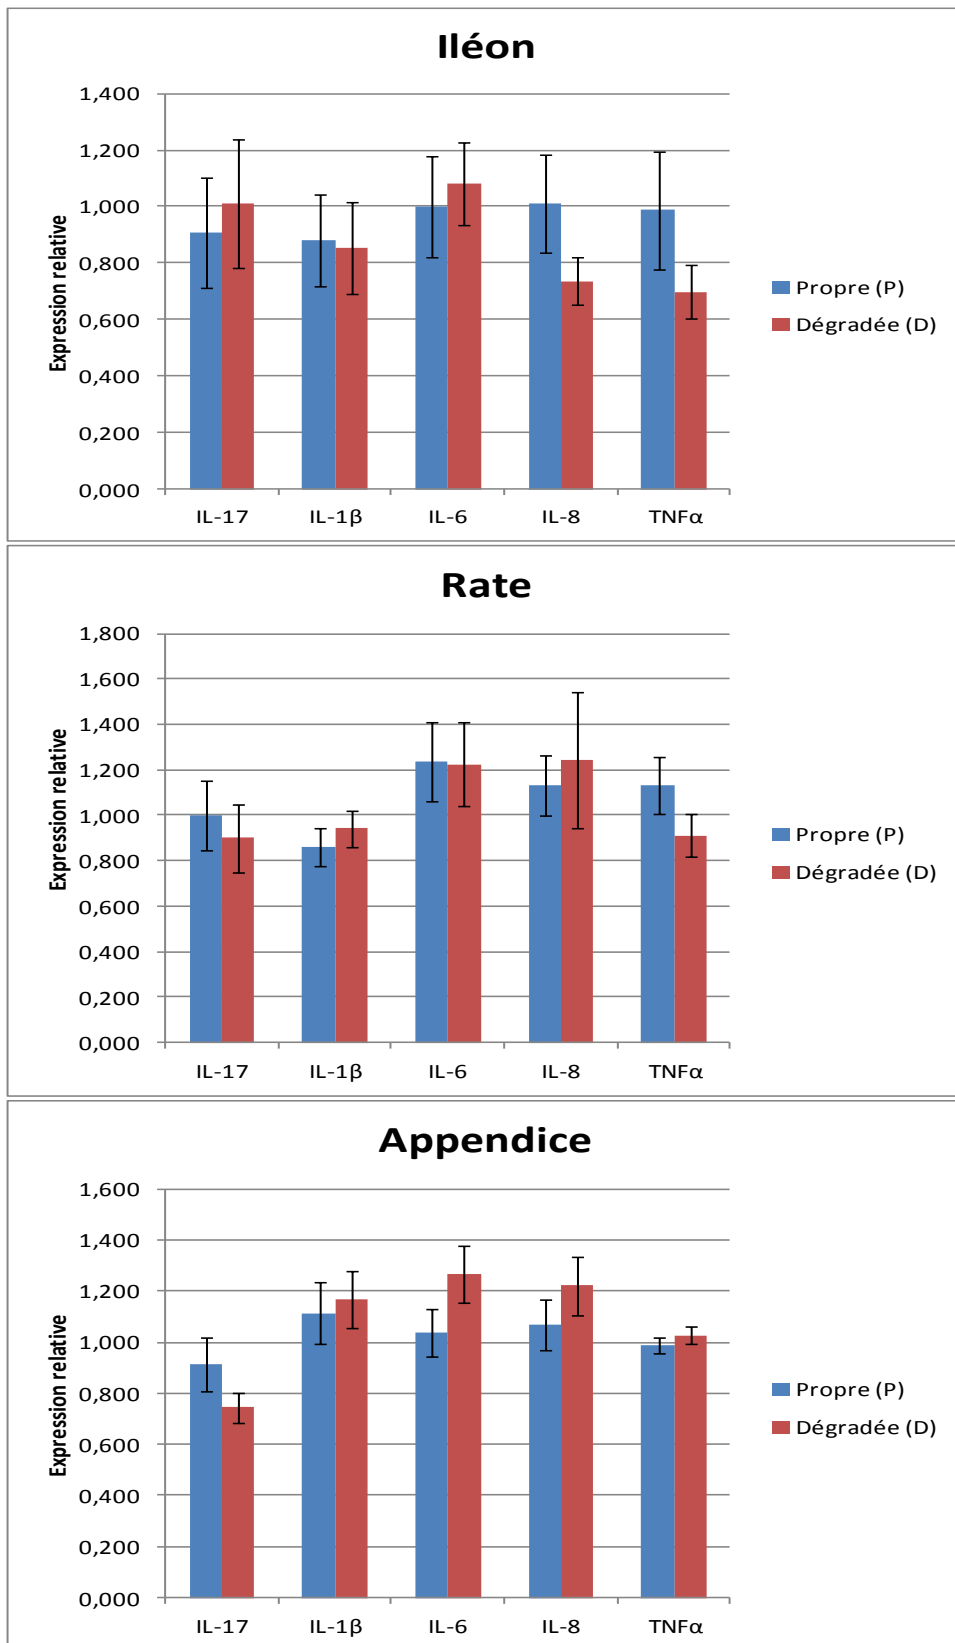 Iléon
1,400
1,200
1,000
0,800
0,600
0,400
0,200
0,000
Expression relative
IL-17 IL-1β IL-6 IL-8 TNFα
Propre (P)
Dégradée (D)
Rate
1,800
1,600
1,400
1,200
1,000
0,800
0,600
0,400
0,200
0,000
Expression relative
IL-17 IL-1β IL-6 IL-8 TNFα
Propre (P)
Dégradée (D)
Appendice
1,600
1,400
1,200
1,000
0,800
0,600
0,400
0,200
0,000
Expression relative
IL-17 IL-1β IL-6 IL-8 TNFα
Propre (P)
Dégradée (D)